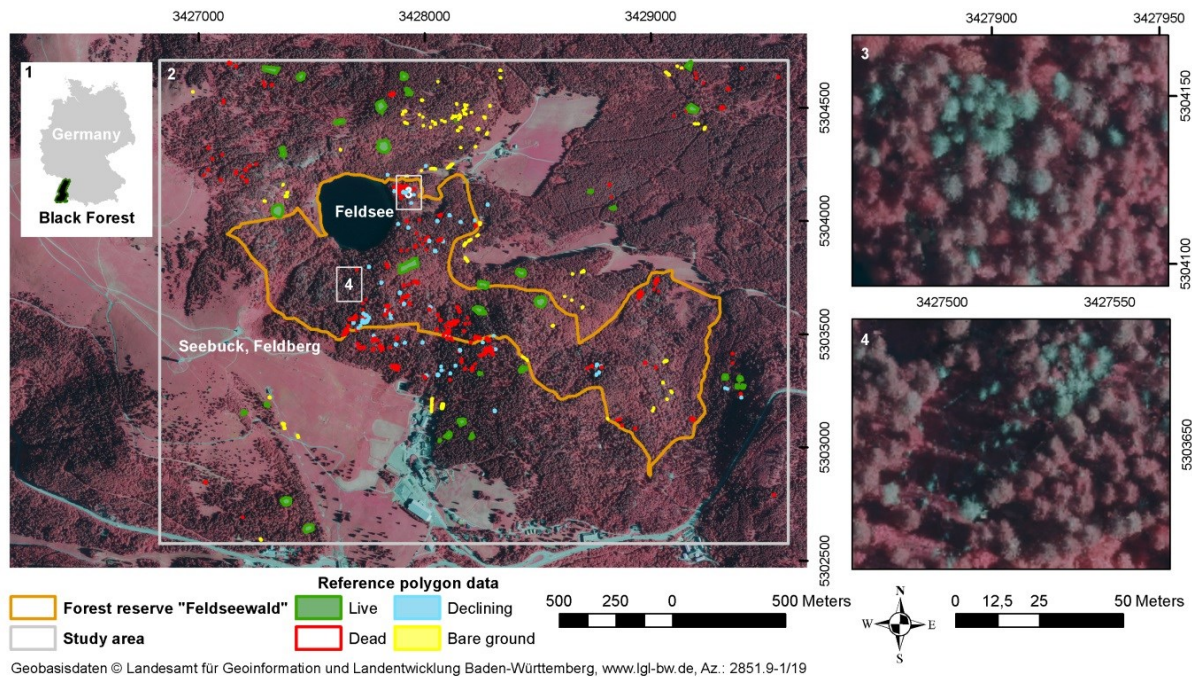 3427000
3428000
3429000
3427900
3427950
1
Germany
Black Forest
2
Feldsee
3
4
Seebuck, Feldberg
5304500
5304000
5303500
5303000
5302500
3
5304150
5304100
3427500
3427550
4
5303650
Reference polygon data
Forest reserve "Feldseewald"
Live
Declining
Study area
Dead
Bare ground
500 250 0 500 Meters
N
W E
S
0 12,5 25 50 Meters
Geobasisdaten © Landesamt für Geoinformation und Landentwicklung Baden-Württemberg, www.lgl-bw.de, Az.: 2851.9-1/19